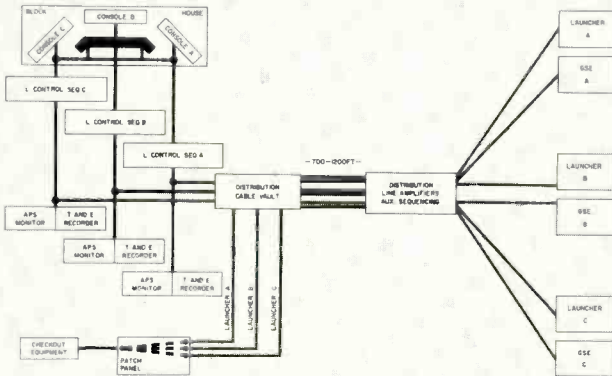 BLOCK
HOUSE
CONSOLE B
CONSOLE C
CONSOLE A
L CONTROL SEQ C
L CONTROL SEQ B
L CONTROL SEQ A
APS
MONITOR
T AND E
RECORDER
APS
MONITOR
T AND E
RECORDER
APS
MONITOR
T AND E
RECORDER
DISTRIBUTION
CABLE VAULT
-700-1200FT-
DISTRIBUTION
LINE AMPLIFIERS
AUX. SEQUENCING
LAUNCHER A
LAUNCHER B
LAUNCHER C
CHECKOUT
EQUIPMENT
PATCH
PANEL
LAUNCHER
A
GSE
A
LAUNCHER
B
GSE
B
LAUNCHER
C
GSE
C